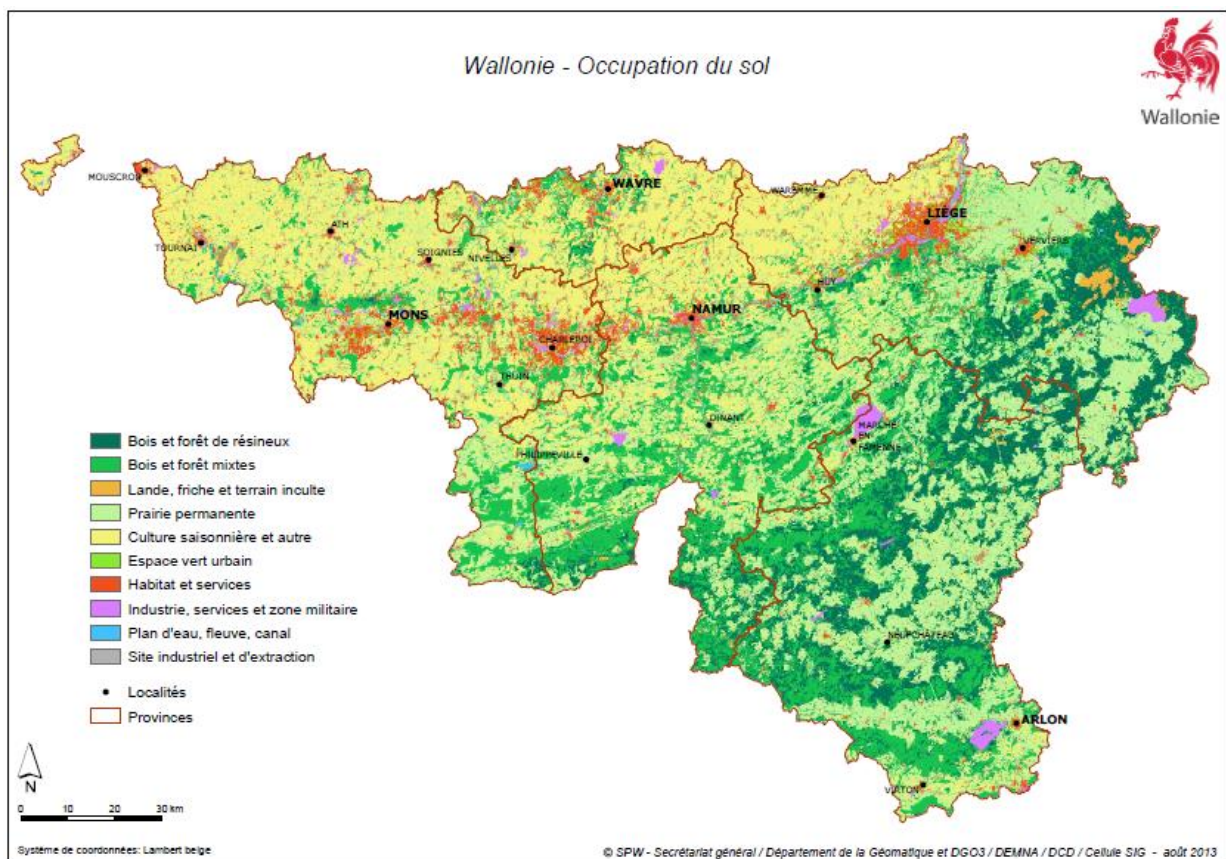 Wallonie - Occupation du sol
Wallonie
MOUSCRON
WAVRE
WAREMME
LIÈGE
ATH
TOURNAI
SOIGNIES
NIVELLES
VERVIERS
HUY
MONS
NAMUR
CHARLEROI
THUIN
DINANT
MARCHE
EN
FAMENNE
PHILIPPEVILLE
NEUFCHÂTEAU
ARLON
VIRTON
Bois et forêt de résineux
Bois et forêt mixtes
Lande, friche et terrain inculte
Prairie permanente
Culture saisonnière et autre
Espace vert urbain
Habitat et services
Industrie, services et zone militaire
Plan d'eau, fleuve, canal
Site industriel et d'extraction
Localités
Provinces
N
0 10 20 30 km
Système de coordonnées: Lambert belge
© SPW - Secrétariat général / Département de la Géomatique et DGO3 / DEMNA / DCD / Cellule SIG - août 2013